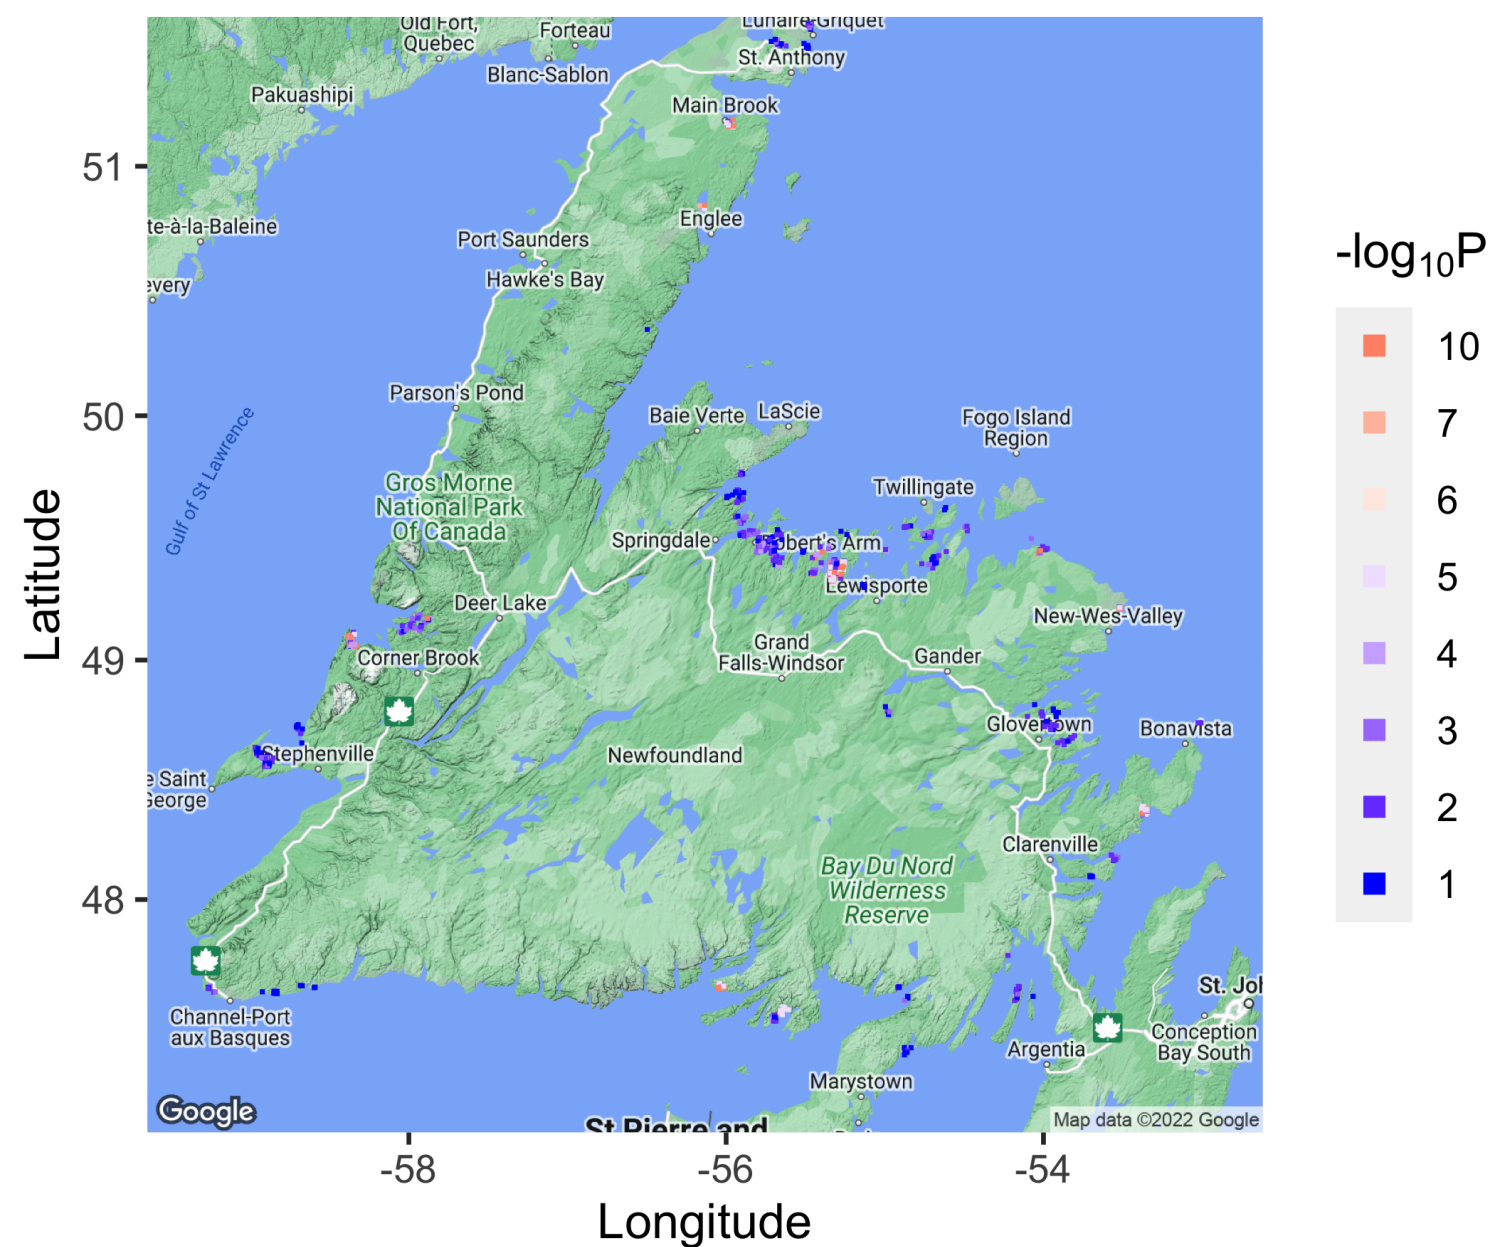 Old Fort,
Quebec
Forteau
Lunaire-Griquet
Blanc-Sablon
St. Anthony
Pakuashipi
Main Brook
51
te-à-la-Baleine
Englee
Port Saunders
Hawke's Bay
every
-log10P
10
7
6
5
4
3
2
1
50
Parson's Pond
Baie Verte
LaScie
Fogo Island
Region
Gulf of St Lawrence
Gros Morne
National Park
Of Canada
Twillingate
Springdale
bert's Arm
Lewisporte
Deer Lake
New-Wes-Valley
Latitude
49
Corner Brook
Grand
Falls-Windsor
Gander
Glovertown
Bonavista
Stephenville
Newfoundland
e Saint
George
Clarenville
48
Bay Du Nord
Wilderness
Reserve
St. Joh
Channel-Port
aux Basques
Argentia
Conception
Bay South
Marystown
Google
St Pierre and
Map data ©2022 Google
-58
-56
-54
Longitude